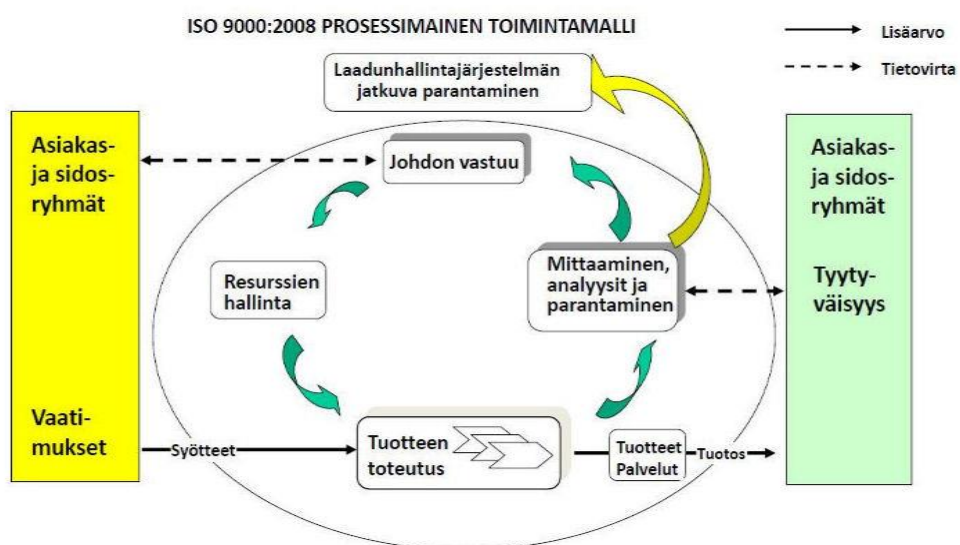 ISO 9000:2008 PROSESSIMAINEN TOIMINTAMALLI
Lisäarvo
Tietovirta
Laadunhallintajärjestelmän
jatkuva parantaminen
Asiakas-
ja sidos-
ryhmät
Johdon vastuu
Asiakas-
ja sidos-
ryhmät
Resurssien
hallinta
Mittaaminen,
analyysit ja
parantaminen
Tyyty-
väisyys
Vaati-
mukset
Syötteet
Tuotteen
toteutus
Tuotteet
Palvelut
Tuotos